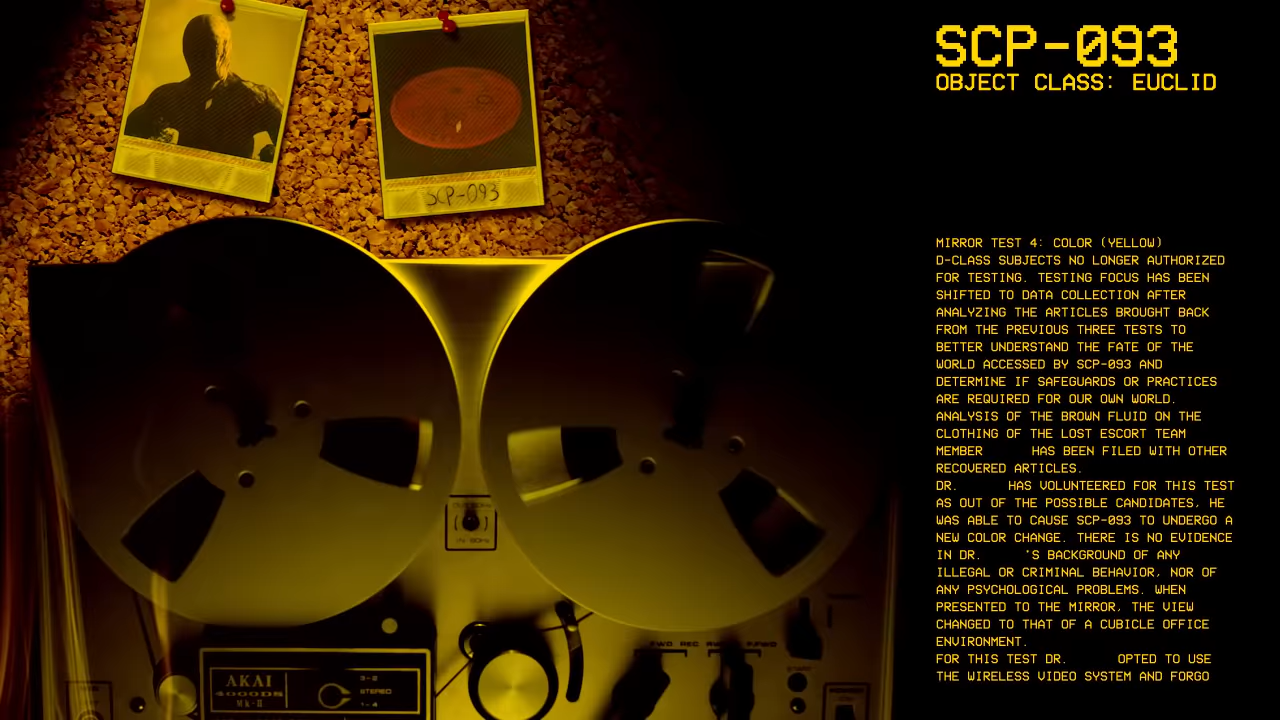 SCP-093
OBJECT CLASS: EUCLID
SCP-093
MIRROR TEST 4: COLOR (YELLOW)
D-CLASS SUBJECTS NO LONGER AUTHORIZED
FOR TESTING. TESTING FOCUS HAS BEEN
SHIFTED TO DATA COLLECTION AFTER
ANALYZING THE ARTICLES BROUGHT BACK
FROM THE PREVIOUS THREE TESTS TO
BETTER UNDERSTAND THE FATE OF THE
WORLD ACCESSED BY SCP-093 AND
DETERMINE IF SAFEGUARDS OR PRACTICES
ARE REQUIRED FOR OUR OWN WORLD.
ANALYSIS OF THE BROWN FLUID ON THE
CLOTHING OF THE LOST ESCORT TEAM
MEMBER HAS BEEN FILED WITH OTHER
RECOVERED ARTICLES.
DR. HAS VOLUNTEERED FOR THIS TEST
AS OUT OF THE POSSIBLE CANDIDATES, HE
WAS ABLE TO CAUSE SCP-093 TO UNDERGO A
NEW COLOR CHANGE. THERE IS NO EVIDENCE
IN DR. 'S BACKGROUND OF ANY
ILLEGAL OR CRIMINAL BEHAVIOR, NOR OF
ANY PSYCHOLOGICAL PROBLEMS. WHEN
PRESENTED TO THE MIRROR, THE VIEW
CHANGED TO THAT OF A CUBICLE OFFICE
ENVIRONMENT.
FOR THIS TEST DR. OPTED TO USE
THE WIRELESS VIDEO SYSTEM AND FORGO
FWD REC
F.FWD
AKAI
4000DS
Mk-II
3-2
STEREO
1-4